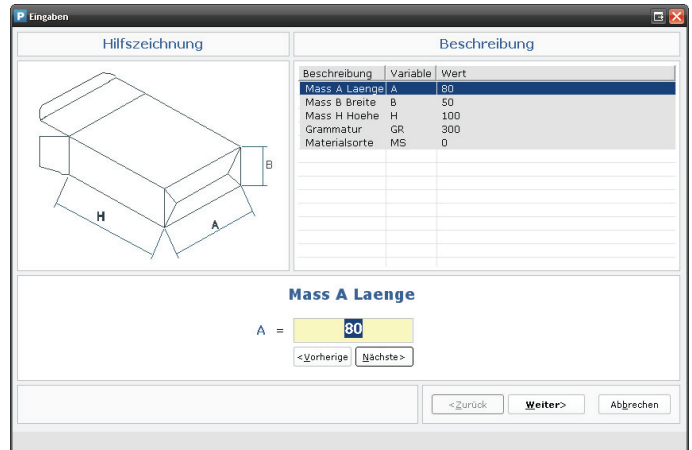 P Eingaben
Hilfszeichnung
Beschreibung
B
H
A
Beschreibung Variable Wert
Mass A Laenge A 80
Mass B Breite B 50
Mass H Hoehe H 100
Grammatur GR 300
Materialsorte MS 0
Mass A Laenge
A = 80
<Vorherige Nächste>
<Zurück Weiter> Abbrechen